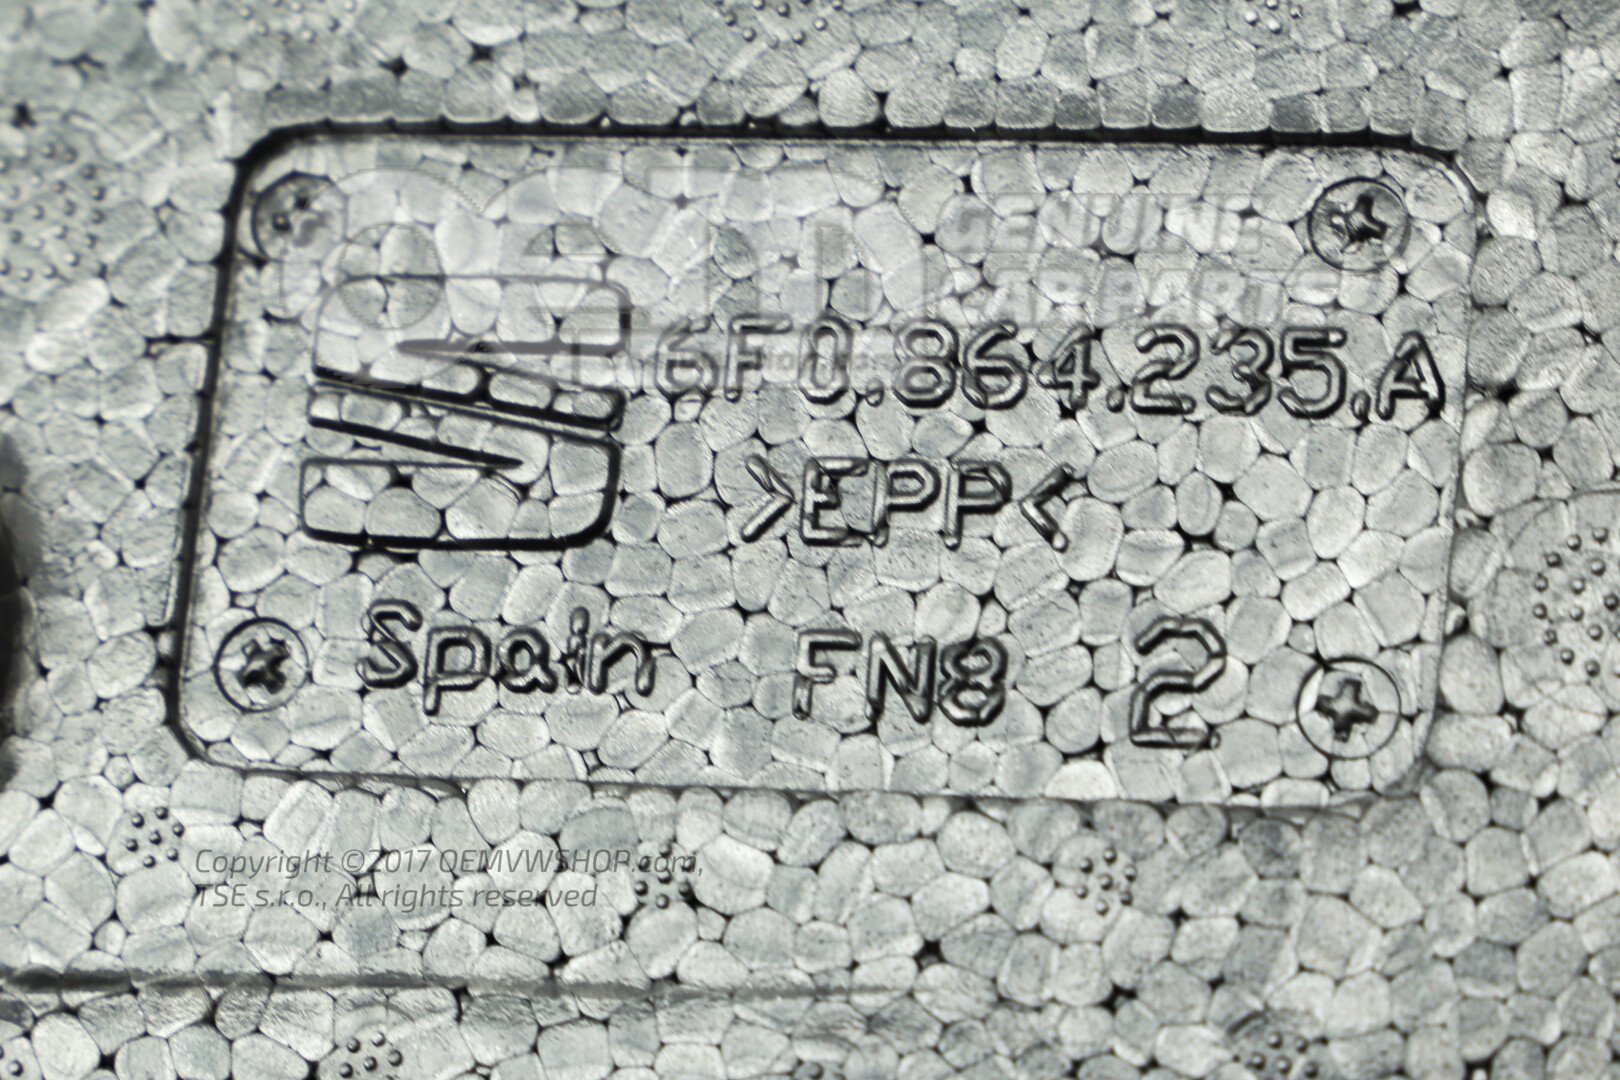 GENUINE
CAR PARTS
6F0.864.235.A
>EPP<
Spain FN8 2
Copyright ©2017 OEMVWSHOP.com,
TSE s.r.o., All rights reserved